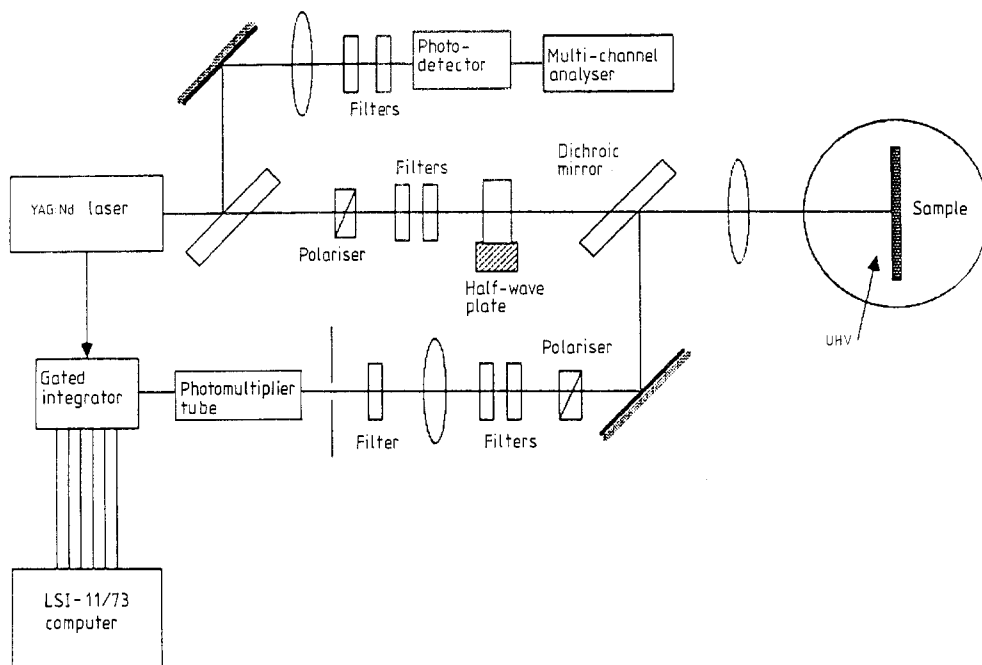 Photo-
detector
Multi-channel
analyser
Filters
Dichroic
mirror
Filters
YAG:Nd laser
Sample
Polariser
Half-wave
plate
UHV
Polariser
Gated
integrator
Photomultiplier
tube
Filter
Filters
LSI-11/73
computer